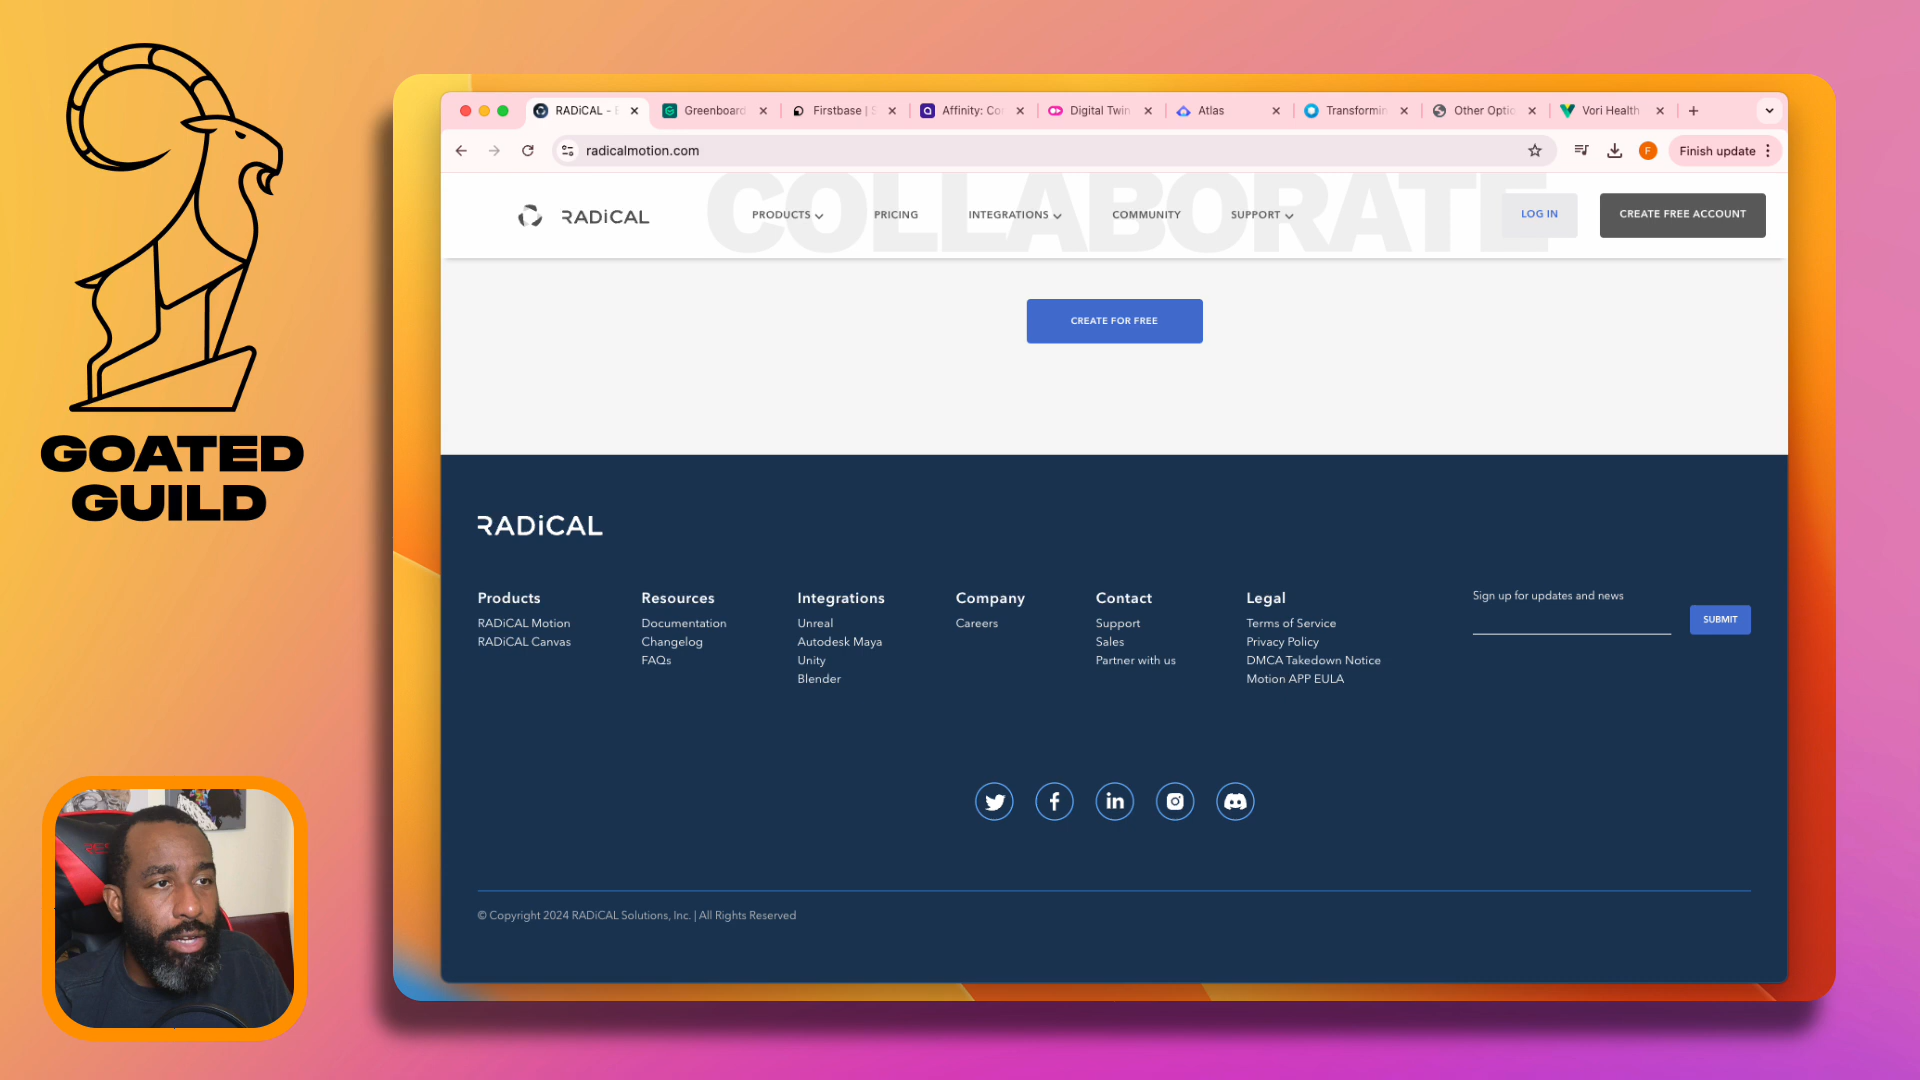 GOATED
GUILD
RADiCAL - E
Greenboard
Firstbase | S
Affinity: Cor
Digital Twin
Atlas
Transformin
Other Optio
Vori Health
radicalmotion.com
F
Finish update
COLLABORATE
RADiCAL
PRODUCTS
PRICING
INTEGRATIONS
COMMUNITY
SUPPORT
LOG IN
CREATE FREE ACCOUNT
CREATE FOR FREE
RADiCAL
Products
RADiCAL Motion
RADiCAL Canvas
Resources
Documentation
Changelog
FAQs
Integrations
Unreal
Autodesk Maya
Unity
Blender
Company
Careers
Contact
Support
Sales
Partner with us
Legal
Terms of Service
Privacy Policy
DMCA Takedown Notice
Motion APP EULA
Sign up for updates and news
SUBMIT
© Copyright 2024 RADiCAL Solutions, Inc. | All Rights Reserved